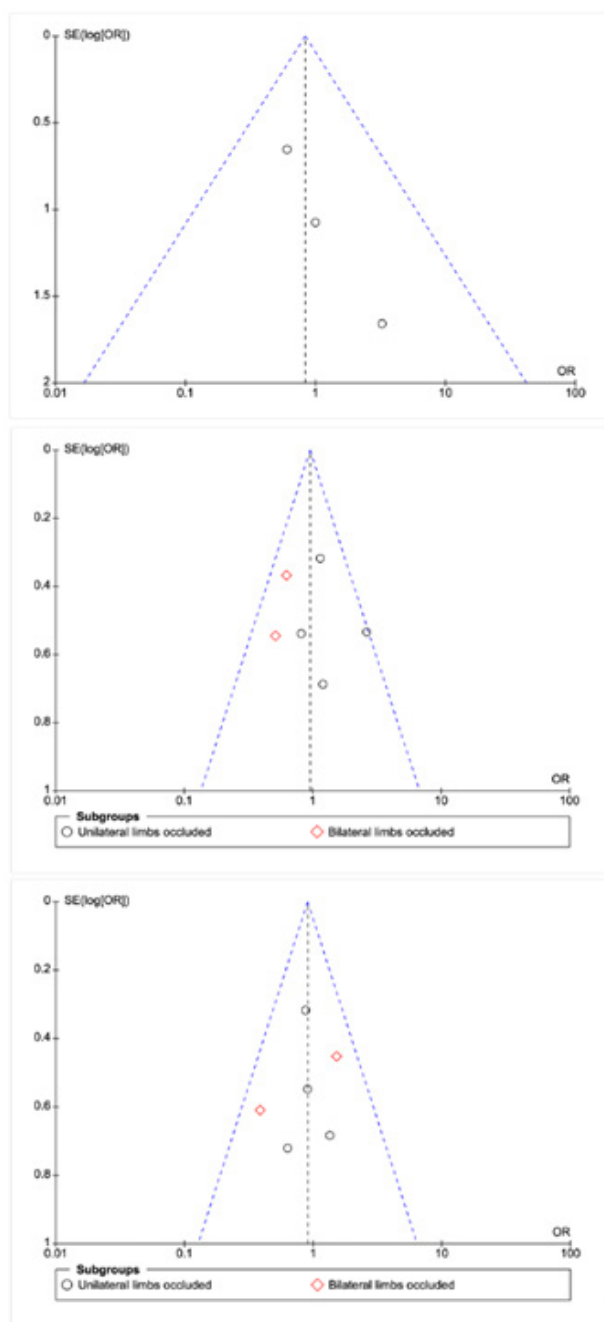 0 SE(log[OR])
0.5
1
1.5
2 OR
0.01 0.1 1 10 100
0 SE(log[OR])
0.2
0.4
0.6
0.8
1 OR
0.01 0.1 1 10 100
Subgroups
Unilateral limbs occluded Bilateral limbs occluded
0 SE(log[OR])
0.2
0.4
0.6
0.8
1 OR
0.01 0.1 1 10 100
Subgroups
Unilateral limbs occluded Bilateral limbs occluded